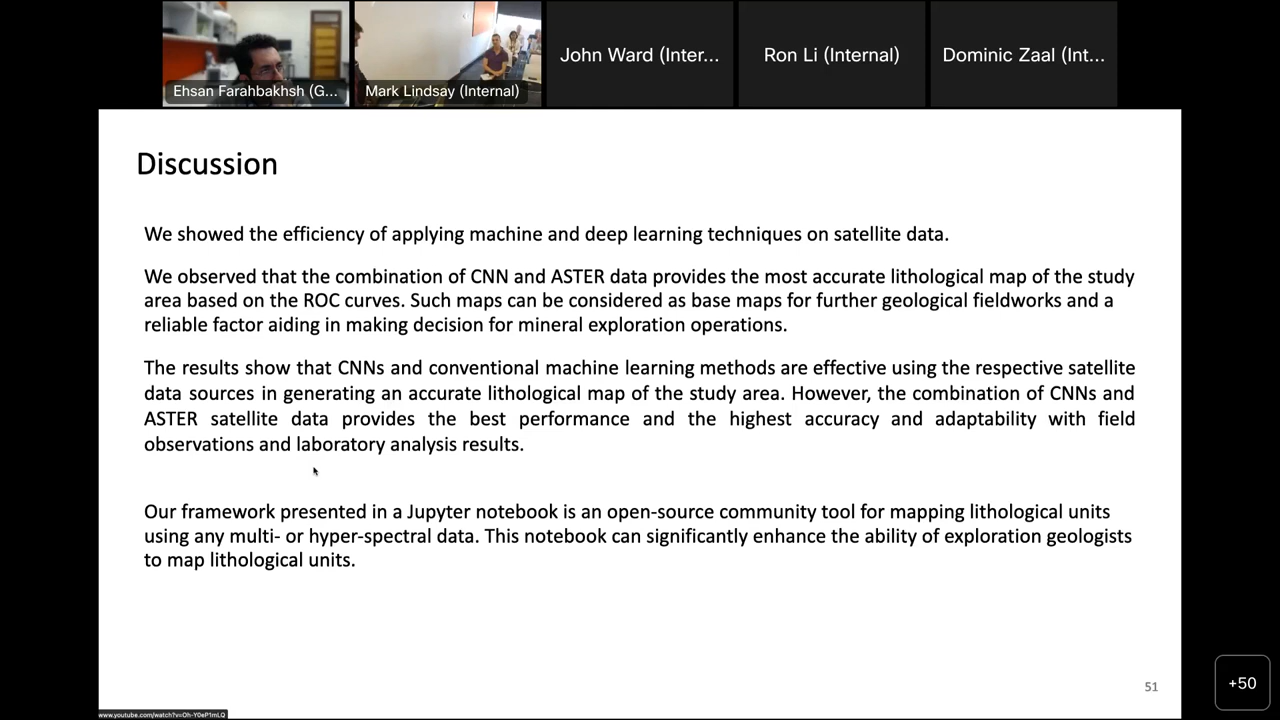 John Ward (Inter...
Ron Li (Internal)
Dominic Zaal (Int...
Ehsan Farahbakhsh (G...
Mark Lindsay (Internal)
Discussion
We showed the efficiency of applying machine and deep learning techniques on satellite data.
We observed that the combination of CNN and ASTER data provides the most accurate lithological map of the study
area based on the ROC curves. Such maps can be considered as base maps for further geological fieldworks and a
reliable factor aiding in making decision for mineral exploration operations.
The results show that CNNs and conventional machine learning methods are effective using the respective satellite
data sources in generating an accurate lithological map of the study area. However, the combination of CNNs and
ASTER satellite data provides the best performance and the highest accuracy and adaptability with field
observations and laboratory analysis results.
Our framework presented in a Jupyter notebook is an open-source community tool for mapping lithological units
using any multi- or hyper-spectral data. This notebook can significantly enhance the ability of exploration geologists
to map lithological units.
51
+50
www.youtube.com/watch?v=Oh-Y0eP1mLQ